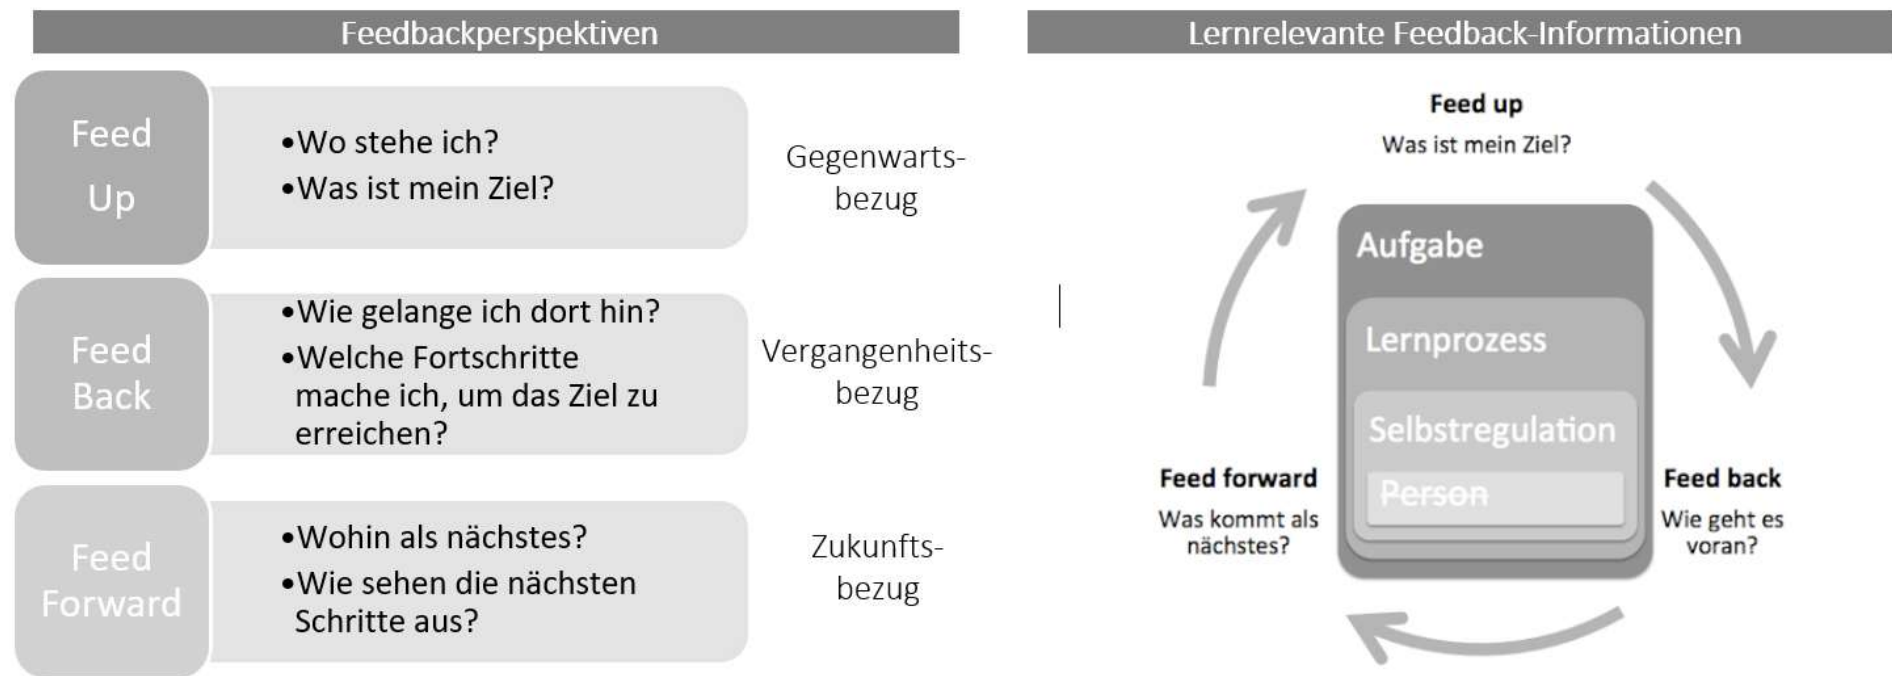 Feedbackperspektiven
Feed
Up
•Wo stehe ich?
•Was ist mein Ziel?
Gegenwarts-
bezug
Feed
Back
•Wie gelange ich dort hin?
•Welche Fortschritte
mache ich, um das Ziel zu
erreichen?
Vergangenheits-
bezug
Feed
Forward
•Wohin als nächstes?
•Wie sehen die nächsten
Schritte aus?
Zukunfts-
bezug
Lernrelevante Feedback-Informationen
Feed up
Was ist mein Ziel?
Aufgabe
Lernprozess
Selbstregulation
Person
Feed forward
Was kommt als
nächstes?
Feed back
Wie geht es
voran?